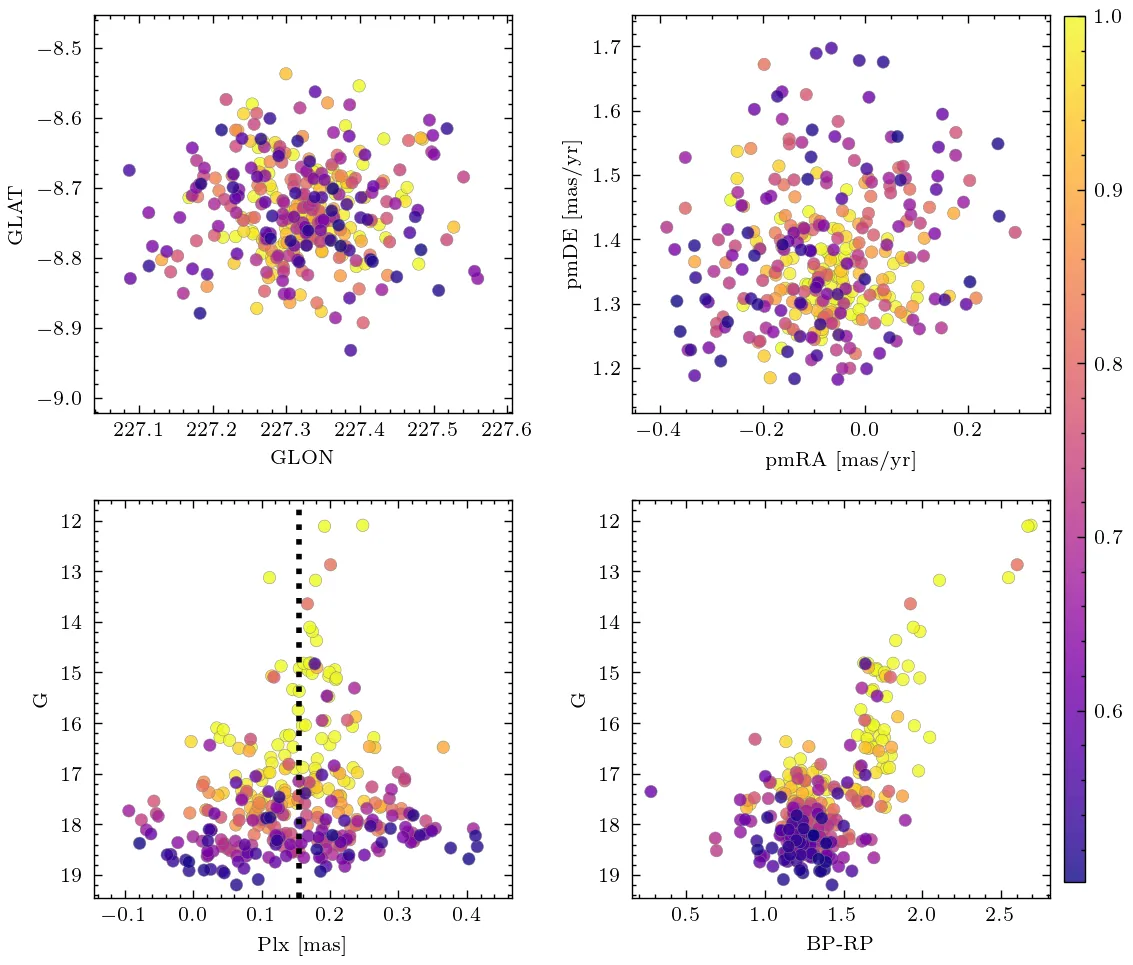 −8.5
−8.6
−8.7
−8.8
−8.9
−9.0
GLAT
227.1 227.2 227.3 227.4 227.5 227.6
GLON
1.7
1.6
1.5
1.4
1.3
1.2
pmDE [mas/yr]
−0.4 −0.2 0.0 0.2
pmRA [mas/yr]
12
13
14
15
16
17
18
19
G
−0.1 0.0 0.1 0.2 0.3 0.4
Plx [mas]
12
13
14
15
16
17
18
19
G
0.5 1.0 1.5 2.0 2.5
BP-RP
1.0
0.9
0.8
0.7
0.6